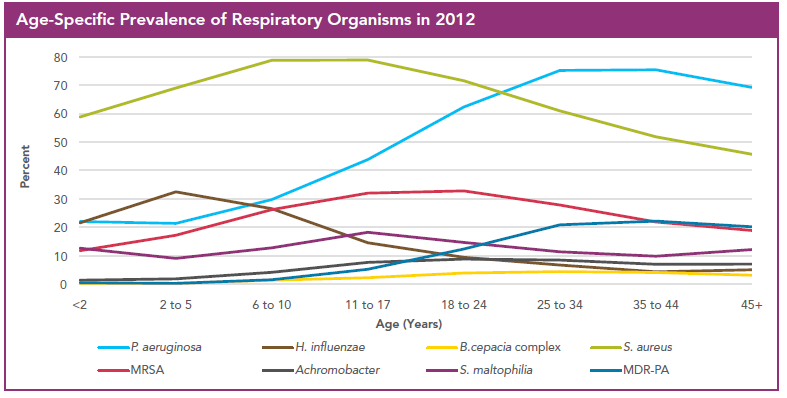 Age-Specific Prevalence of Respiratory Organisms in 2012
80
70
60
50
40
30
20
10
0
Percent
<2 2 to 5 6 to 10 11 to 17 18 to 24 25 to 34 35 to 44 45+
Age (Years)
P. aeruginosa H. influenzae B.cepacia complex S. aureus
MRSA Achromobacter S. maltophilia MDR-PA